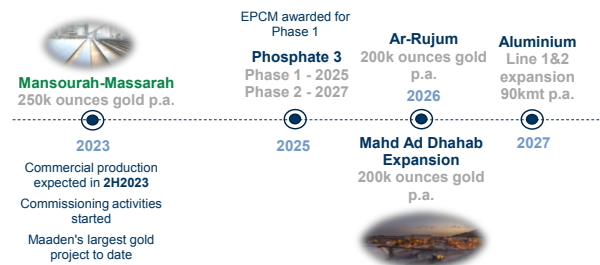 Mansourah-Massarah
250k ounces gold p.a.
2023
Commercial production
expected in 2H2023
Commissioning activities
started
Maaden's largest gold
project to date
EPCM awarded for
Phase 1
Phosphate 3
Phase 1 - 2025
Phase 2 - 2027
2025
Ar-Rujum
200k ounces gold
p.a.
2026
Mahd Ad Dhahab
Expansion
200k ounces gold
p.a.
Aluminium
Line 1&2
expansion
90kmt p.a.
2027